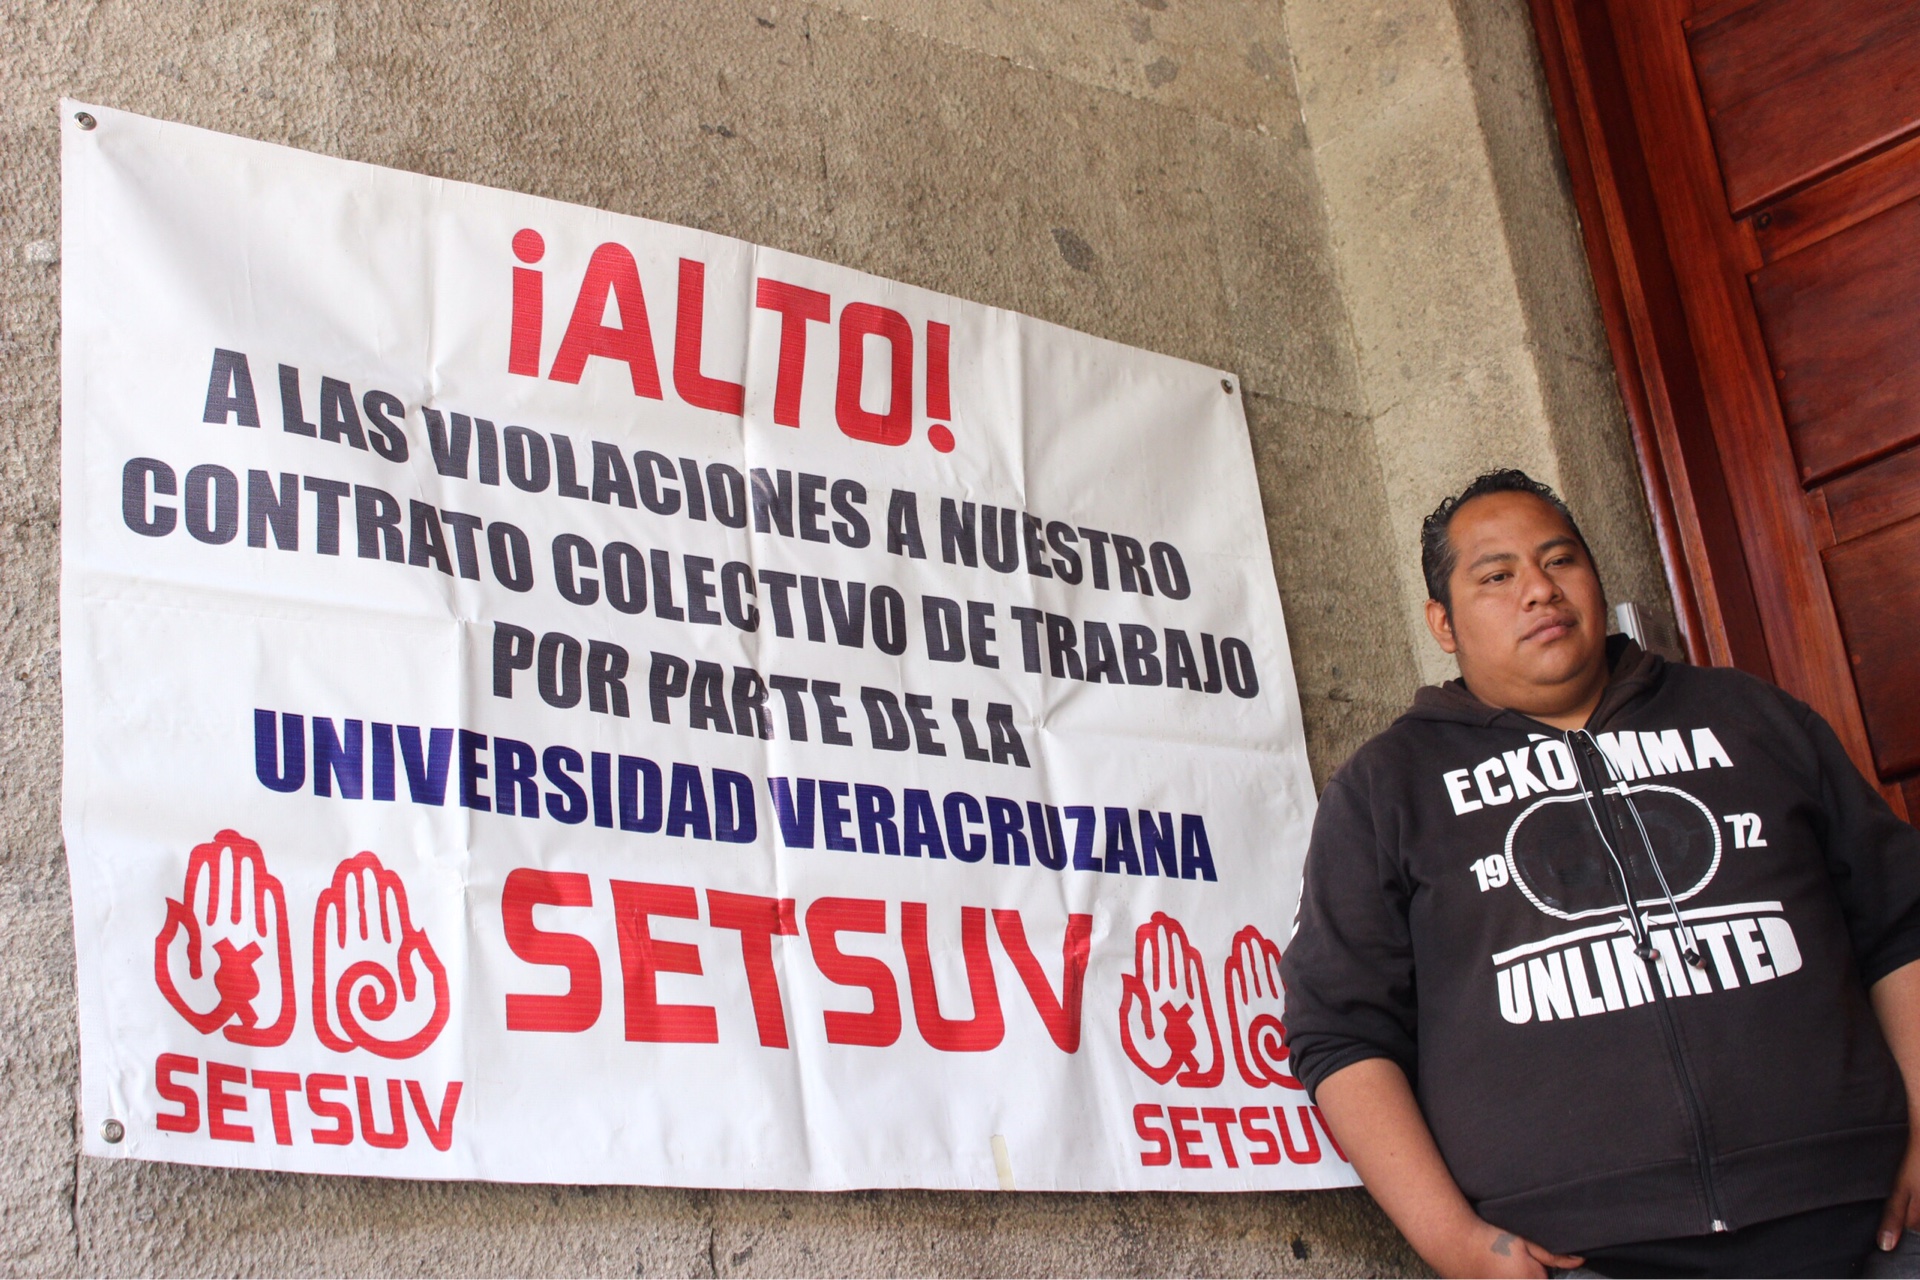 ¡ALTO!
A LAS VIOLACIONES A NUESTRO
CONTRATO COLECTIVO DE TRABAJO
POR PARTE DE LA
UNIVERSIDAD VERACRUZANA
SETSUV
SETSUV
SETSUV
ECKO MMA
19 72
UNLIMITED